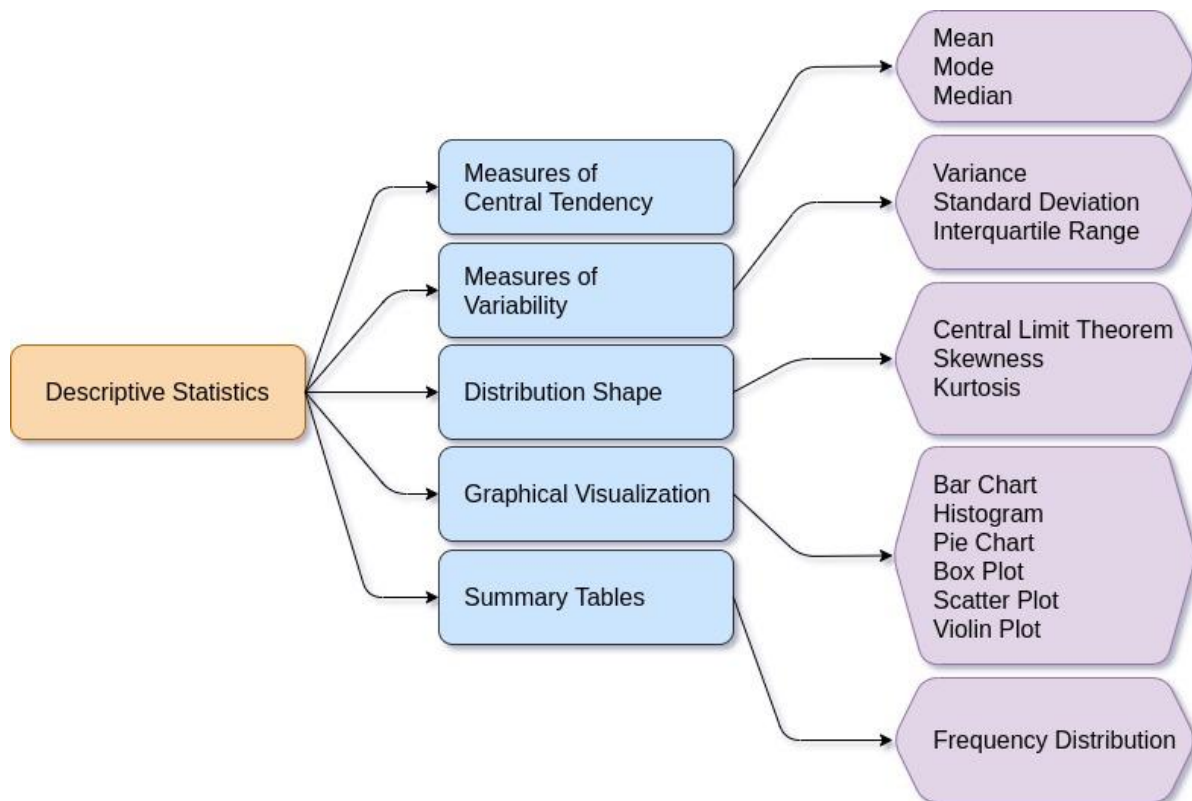 Descriptive Statistics
Measures of
Central Tendency
Measures of
Variability
Distribution Shape
Graphical Visualization
Summary Tables
Mean
Mode
Median
Variance
Standard Deviation
Interquartile Range
Central Limit Theorem
Skewness
Kurtosis
Bar Chart
Histogram
Pie Chart
Box Plot
Scatter Plot
Violin Plot
Frequency Distribution